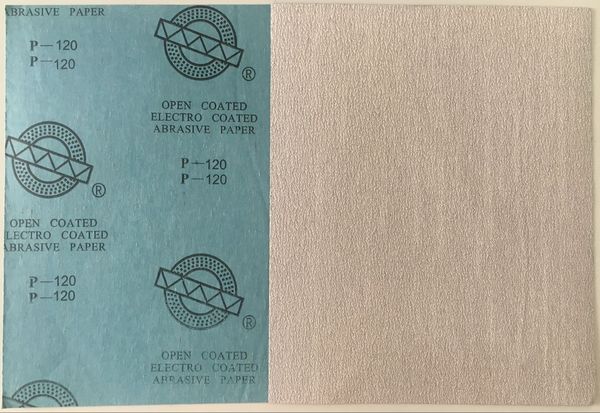 ABRASIVE PAPER
P—120
P—120
®
OPEN COATED
ELECTRO COATED
ABRASIVE PAPER
P—120
P—120
®
OPEN COATED
LECTRO COATED
ABRASIVE PAPER
P—120
P—120
®
OPEN COATED
ELECTRO COATED
ABRASIVE PAPER